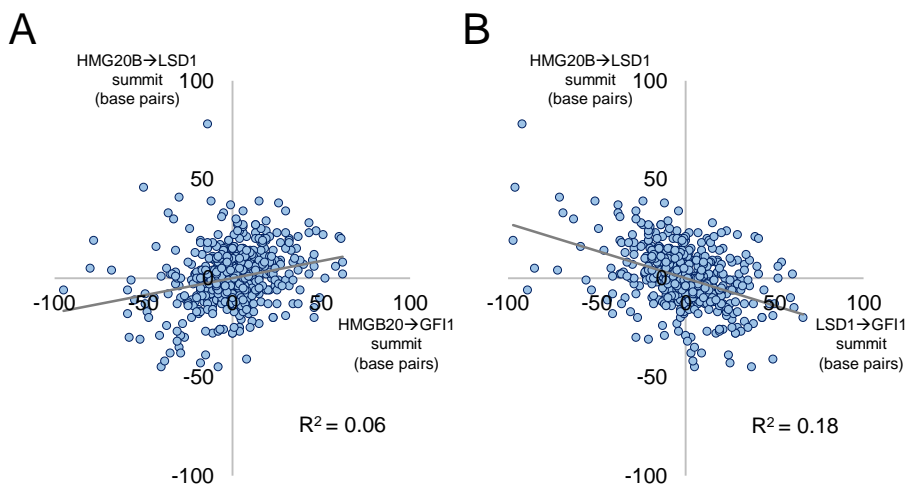 A
HMG20B→LSD1
summit
(base pairs)
100
50
0
-100
-50
0
50
100
HMGB20→GFI1
summit
(base pairs)
-50
R² = 0.06
-100
B
HMG20B→LSD1
summit
(base pairs)
100
50
0
-100
-50
0
50
100
LSD1→GFI1
summit
(base pairs)
-50
R² = 0.18
-100